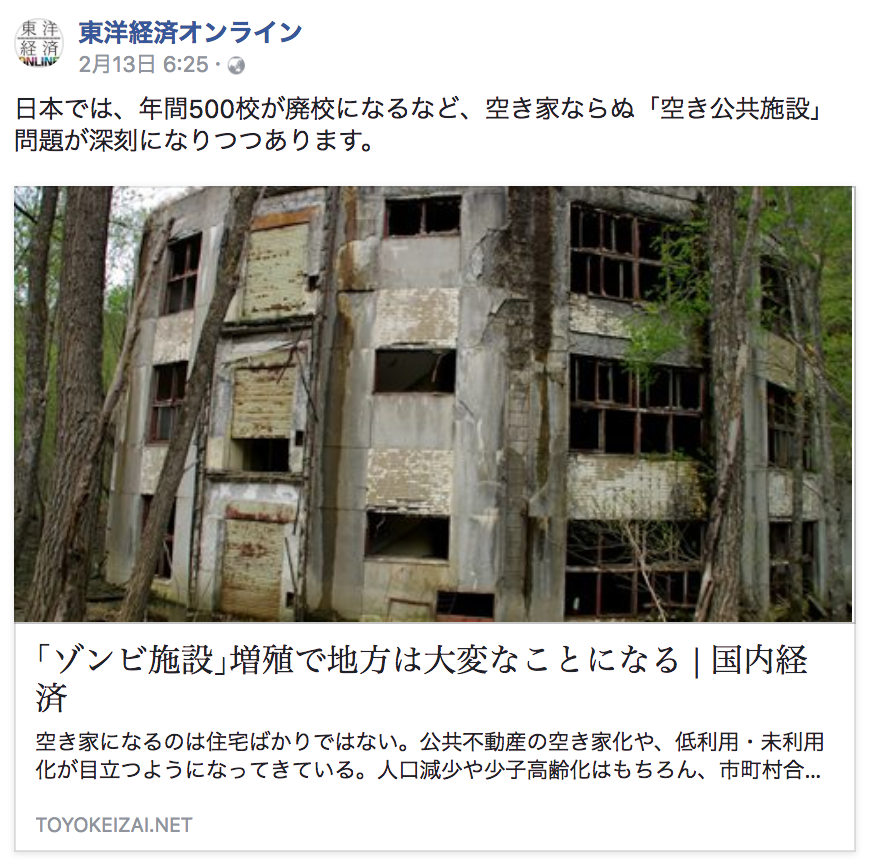 東洋
経済
ONLINE
東洋経済オンライン
2月13日 6:25 ·
日本では、年間500校が廃校になるなど、空き家ならぬ「空き公共施設」
問題が深刻になりつつあります。
「ゾンビ施設」増殖で地方は大変なことになる | 国内経
済
空き家になるのは住宅ばかりではない。公共不動産の空き家化や、低利用・未利用
化が目立つようになってきている。人口減少や少子高齢化はもちろん、市町村合...
TOYOKEIZAI.NET